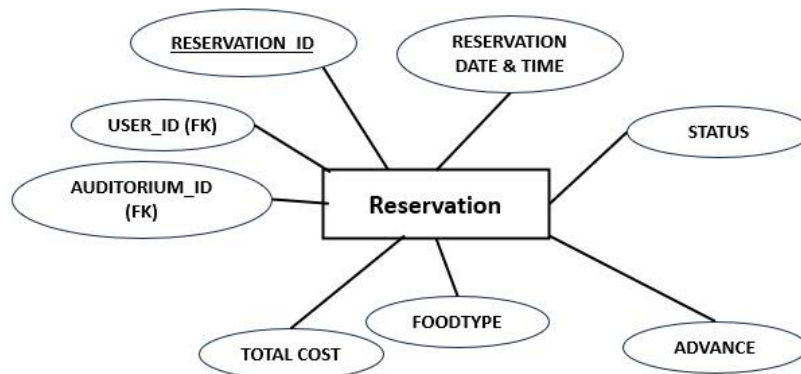 RESERVATION_ID
RESERVATION
DATE & TIME
USER_ID (FK)
STATUS
AUDITORIUM_ID
(FK)
Reservation
FOODTYPE
TOTAL COST
ADVANCE